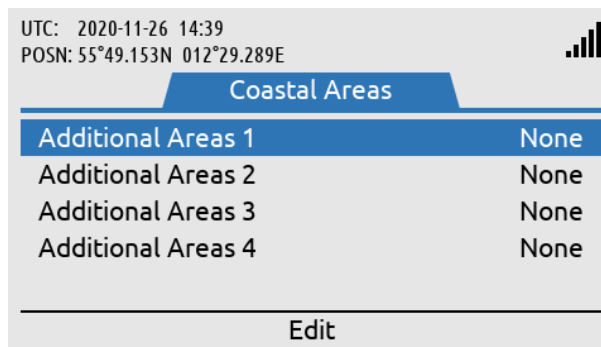 UTC: 2020-11-26 14:39
POSN: 55°49.153N 012°29.289E
Coastal Areas
Additional Areas 1 None
Additional Areas 2 None
Additional Areas 3 None
Additional Areas 4 None
Edit